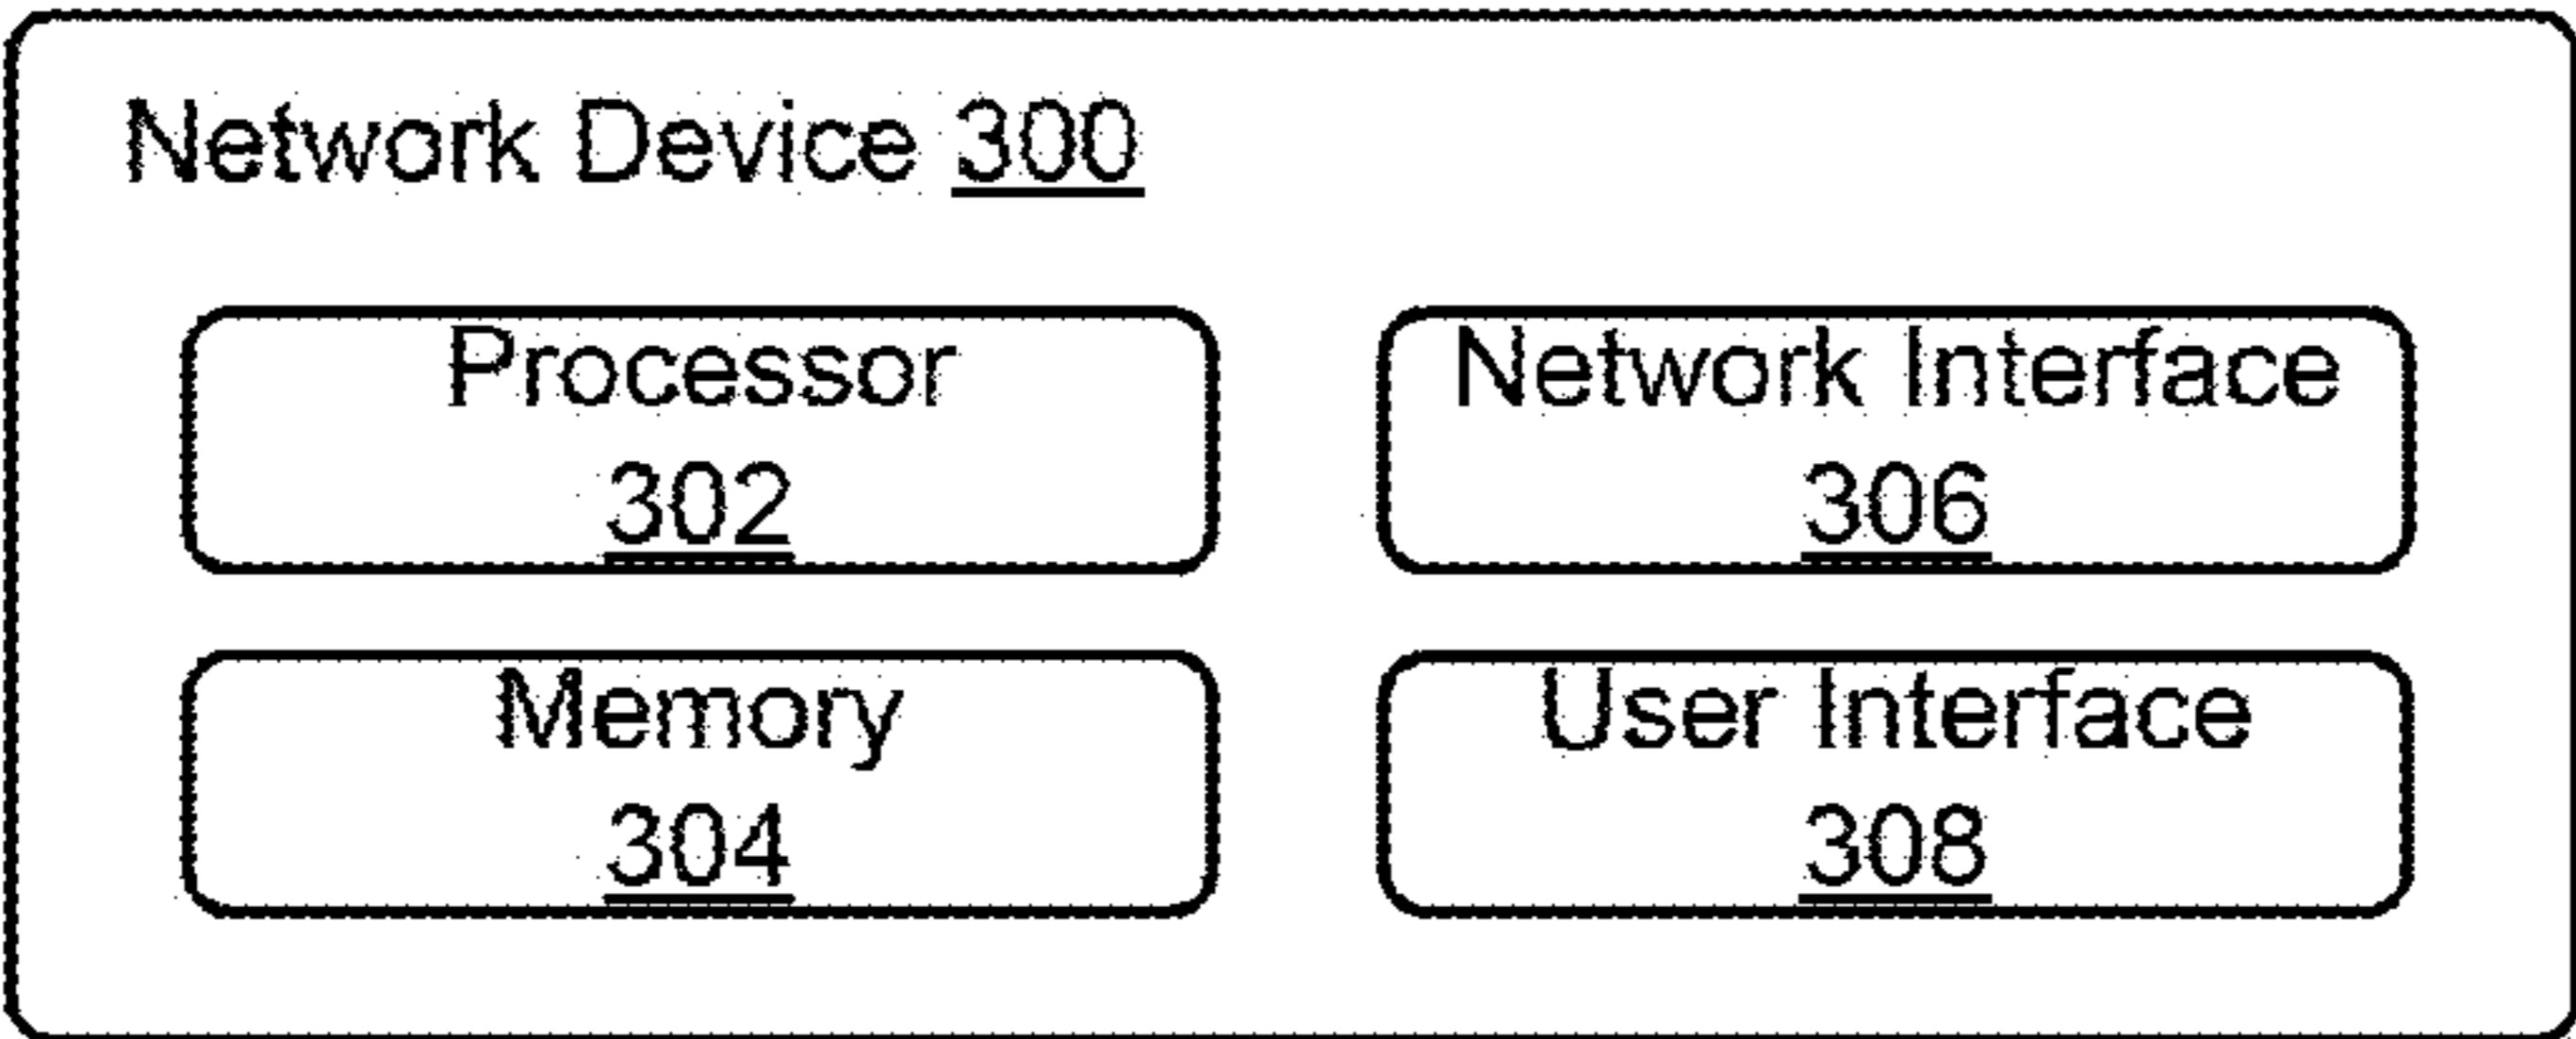 Network Device 300
Processor
302
Network Interface
306
Memory
304
User Interface
308